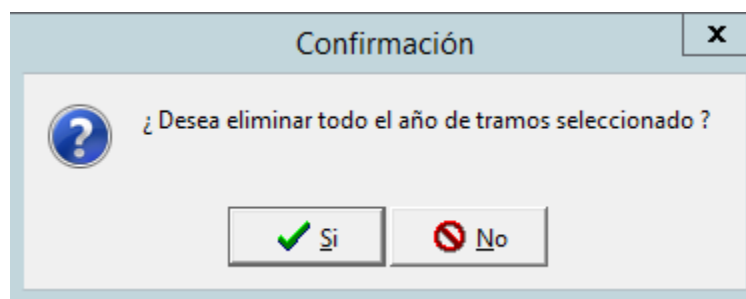 Confirmación
x
¿ Desea eliminar todo el año de tramos seleccionado ?
Si
No